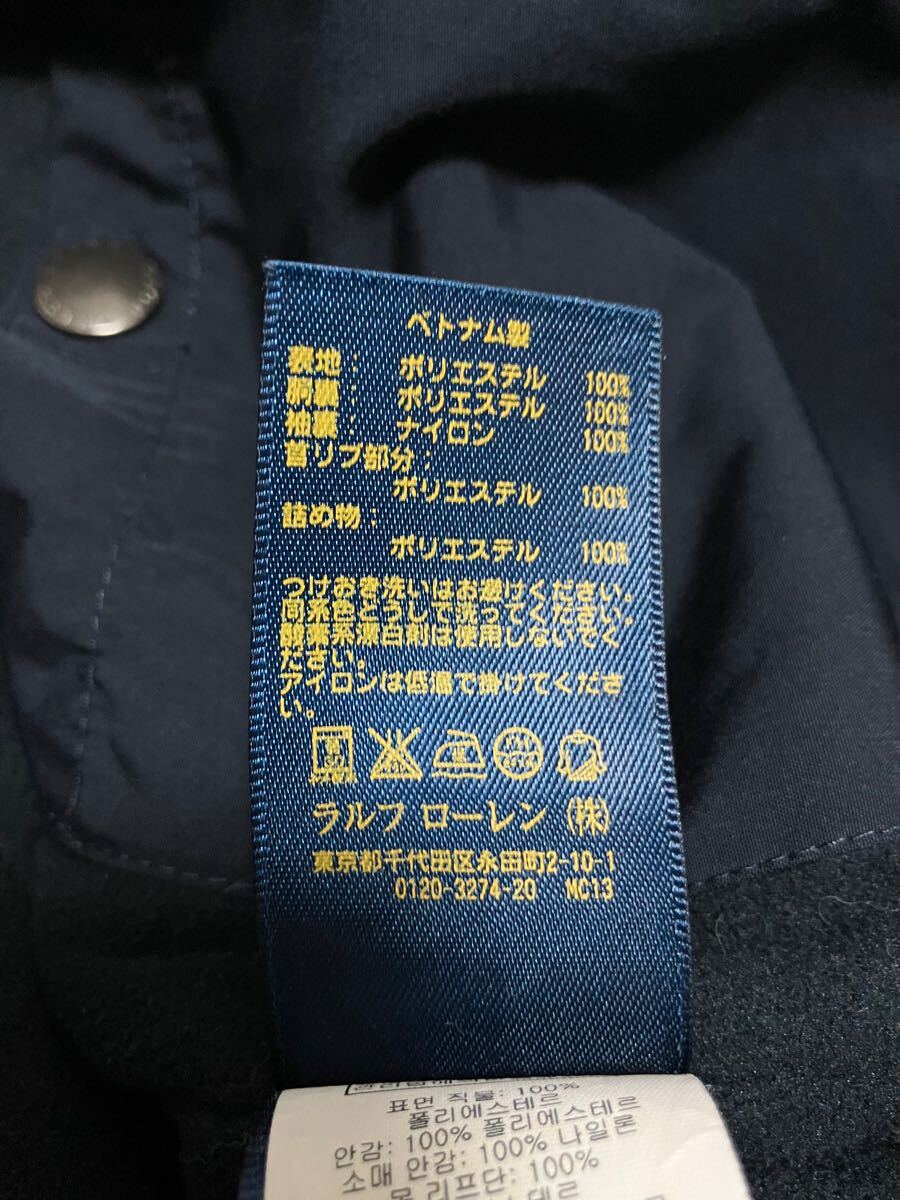 ベトナム製
表地: ポリエステル 100%
胴裏: ポリエステル 100%
袖裏: ナイロン 100%
首リブ部分:
ポリエステル 100%
詰め物:
ポリエステル 100%
つけおき洗いはお避けください。
同系色どうしで洗ってください。
酸素系漂白剤は使用しないでく
ださい。
アイロンは低温で掛けてくださ
い。
ラルフ ローレン (株)
東京都千代田区永田町2-10-1
0120-3274-20 MC13
표면 직물: 100%
폴리에스테르
안감: 100% 폴리에스테르
소매 안감: 100% 나일론
목 리프단: 100%